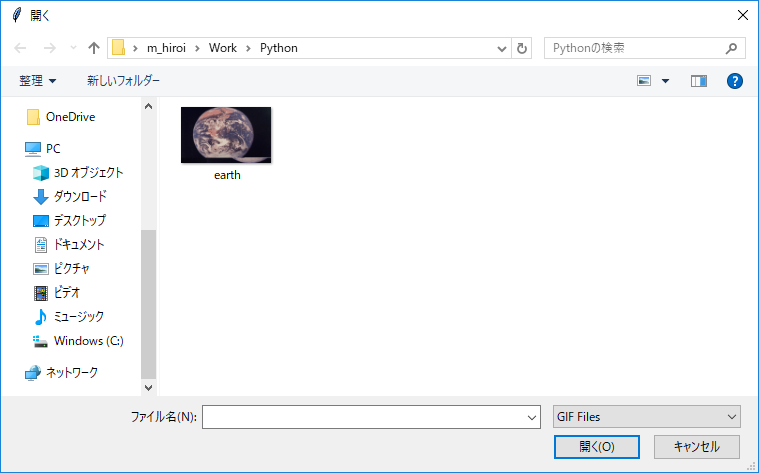 開く
m_hiroi > Work > Python
Pythonの検索
整理 新しいフォルダー
OneDrive
PC
3D オブジェクト
ダウンロード
デスクトップ
ドキュメント
ピクチャ
ビデオ
ミュージック
Windows (C:)
ネットワーク
earth
ファイル名(N):
GIF Files
開く(O) キャンセル